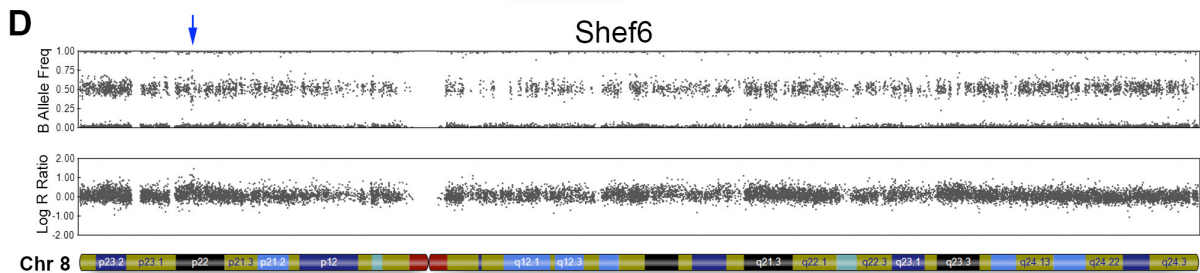 D
Shef6
B Allele Freq
1.00
0.75
0.50
0.25
0.00
Log R Ratio
2.00
1.00
0.00
-1.00
-2.00
Chr 8 p23.2 p23.1 p22 p21.3 p21.2 p12 q12.1 q12.3 q21.3 q22.1 q22.3 q23.1 q23.3 q24.13 q24.22 q24.3